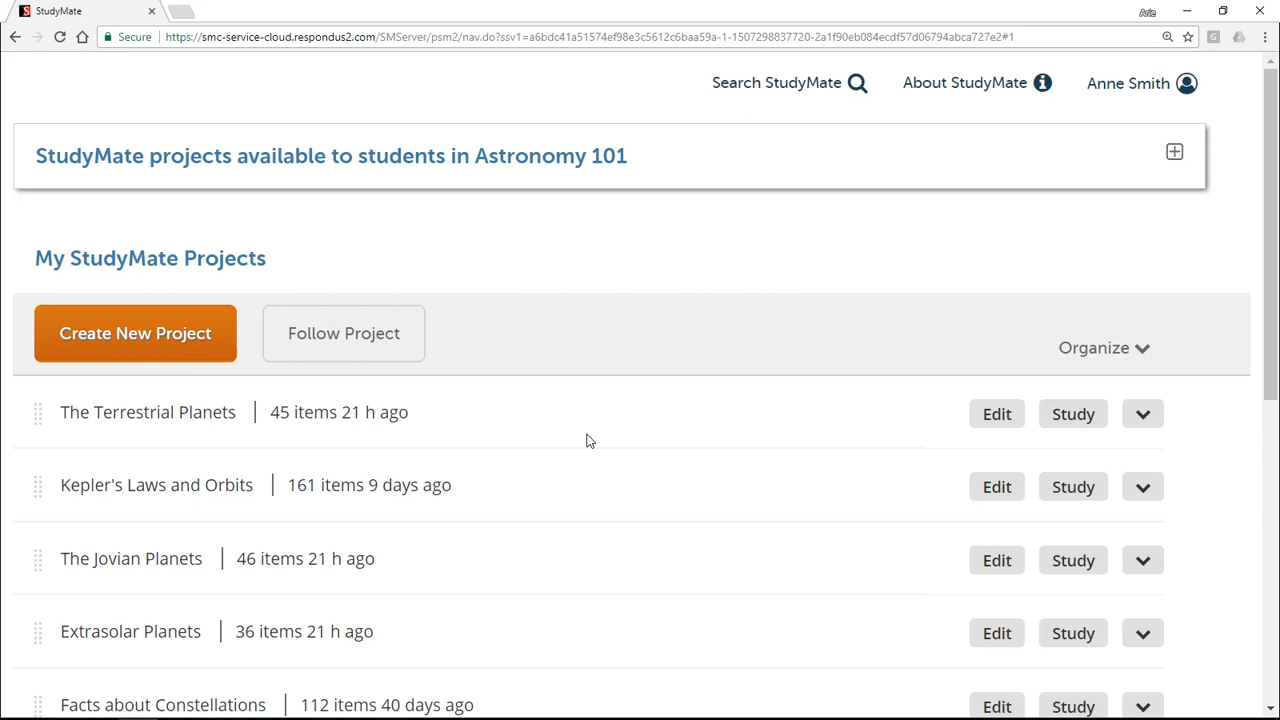 StudyMate
Arie
Secure | https://smc-service-cloud.respondus2.com/SMServer/psm2/nav.do?ssv1=a6bdc41a51574ef98e3c5612c6baa59a-1-1507298837720-2a1f90eb084ecdf57d06794abca727e2#1
Search StudyMate About StudyMate Anne Smith
StudyMate projects available to students in Astronomy 101
My StudyMate Projects
Create New Project Follow Project Organize
The Terrestrial Planets | 45 items 21 h ago Edit Study
Kepler's Laws and Orbits | 161 items 9 days ago Edit Study
The Jovian Planets | 46 items 21 h ago Edit Study
Extrasolar Planets | 36 items 21 h ago Edit Study
Facts about Constellations | 112 items 40 days ago Edit Study